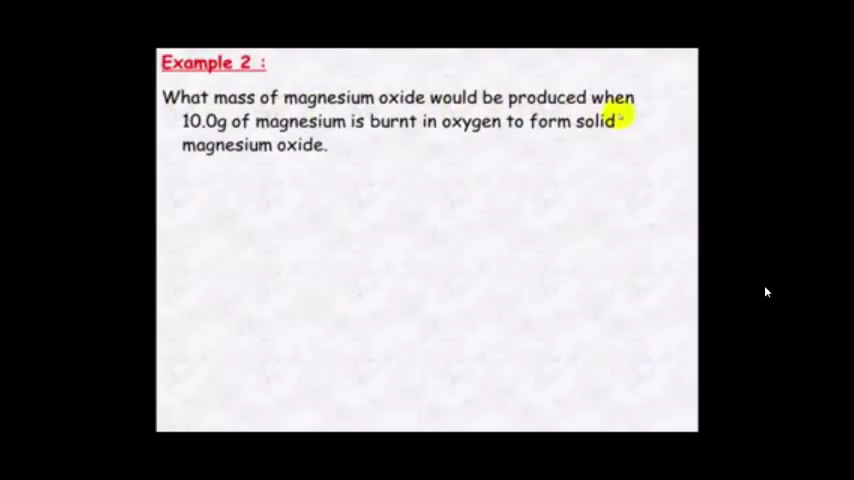 Example 2 :
What mass of magnesium oxide would be produced when
10.0g of magnesium is burnt in oxygen to form solid
magnesium oxide.